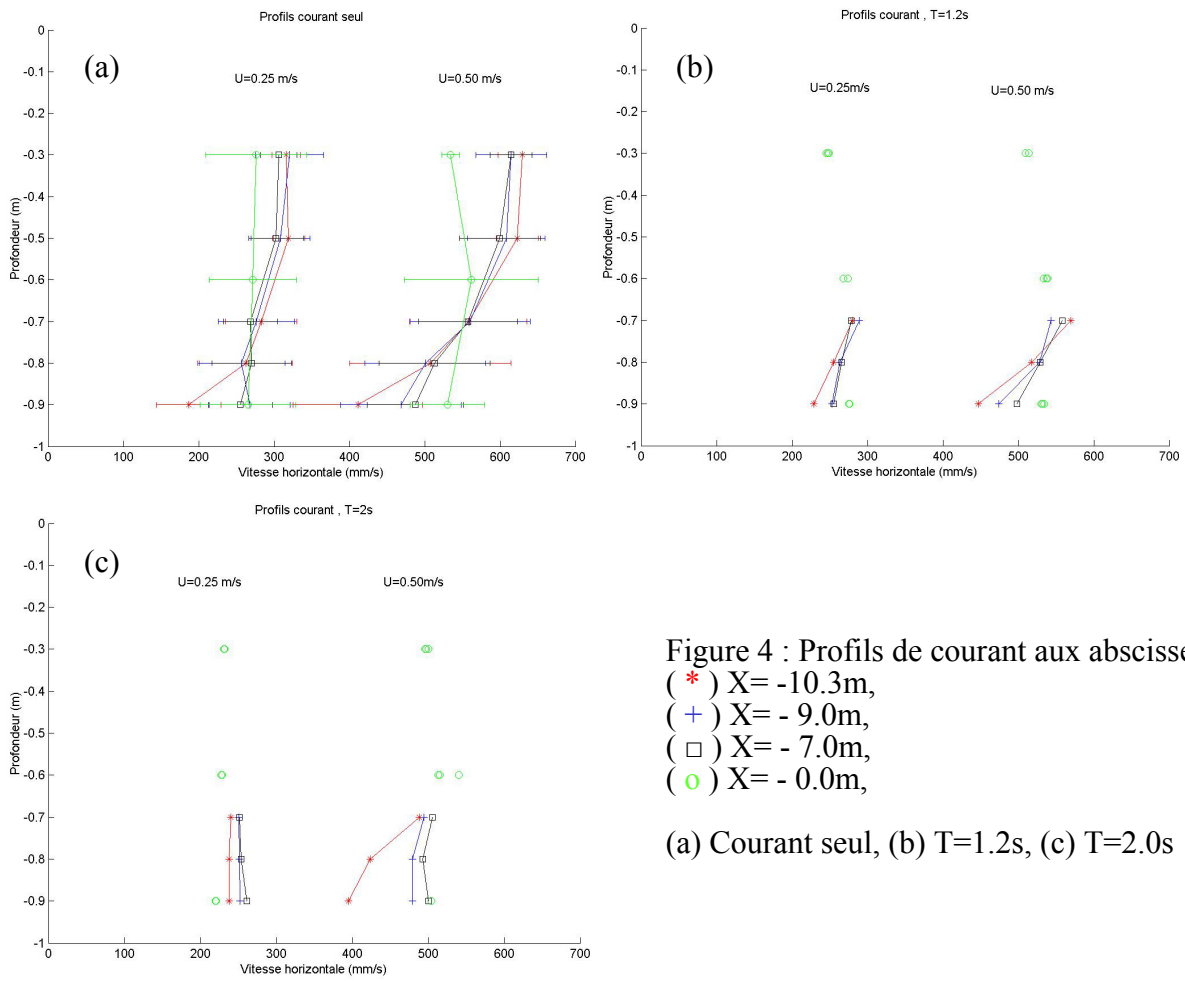 Profils courant seul
(a)
U=0.25 m/s
U=0.50 m/s
0
-0.1
-0.2
-0.3
-0.4
-0.5
-0.6
-0.7
-0.8
-0.9
-1
Profondeur (m)
0 100 200 300 400 500 600 700
Vitesse horizontale (mm/s)
Profils courant , T=1.2s
(b)
U=0.25m/s
U=0.50 m/s
0
-0.1
-0.2
-0.3
-0.4
-0.5
-0.6
-0.7
-0.8
-0.9
-1
Profondeur (m)
0 100 200 300 400 500 600 700
Vitesse horizontale (mm/s)
Profils courant , T=2s
(c)
U=0.25 m/s
U=0.50m/s
0
-0.1
-0.2
-0.3
-0.4
-0.5
-0.6
-0.7
-0.8
-0.9
-1
Profondeur (m)
0 100 200 300 400 500 600 700
Vitesse horizontale (mm/s)
Figure 4 : Profils de courant aux abscisse
( * ) X= -10.3m,
( + ) X= - 9.0m,
( □ ) X= - 7.0m,
( o ) X= - 0.0m,
(a) Courant seul, (b) T=1.2s, (c) T=2.0s